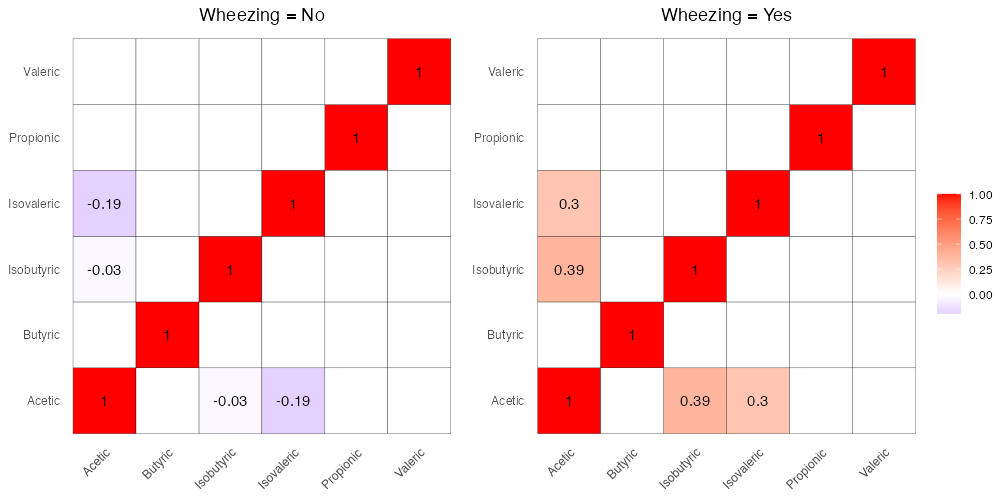 Wheezing = No
Valeric 1
Propionic 1
Isovaleric -0.19 1
Isobutyric -0.03 1
Butyric 1
Acetic 1 -0.03 -0.19
Acetic Butyric Isobutyric Isovaleric Propionic Valeric
Wheezing = Yes
Valeric 1
Propionic 1
Isovaleric 0.3 1
Isobutyric 0.39 1
Butyric 1
Acetic 1 0.39 0.3
Acetic Butyric Isobutyric Isovaleric Propionic Valeric
1.00
0.75
0.50
0.25
0.00